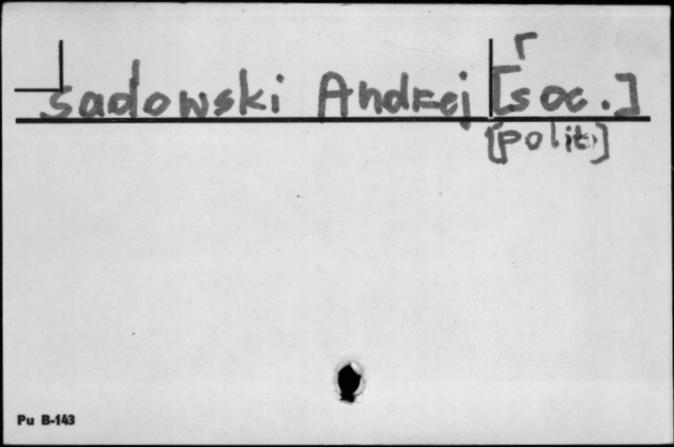 r
Sadowski Andrzej [soc.]
[polit.]
Pu B-143